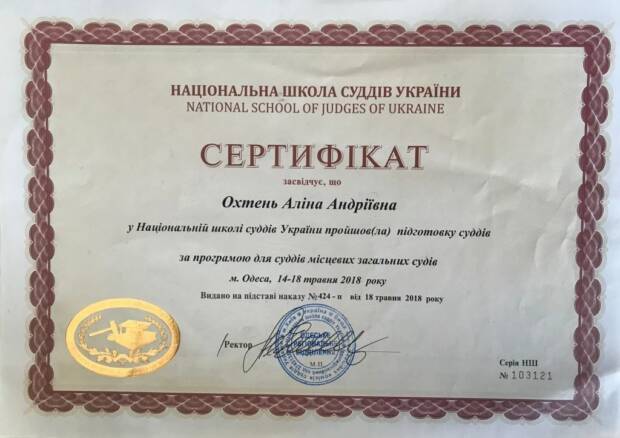 НАЦІОНАЛЬНА ШКОЛА СУДДІВ УКРАЇНИ
NATIONAL SCHOOL OF JUDGES OF UKRAINE
СЕРТИФІКАТ
засвідчує, що
Охтень Аліна Андріївна
у Національній школі суддів України пройшов(ла) підготовку суддів
за програмою для суддів місцевих загальних судів
м. Одеса, 14-18 травня 2018 року
Видано на підставі наказу №424 - п від 18 травня 2018 року
Ректор
М.П.
Серія НШ
№ 103121